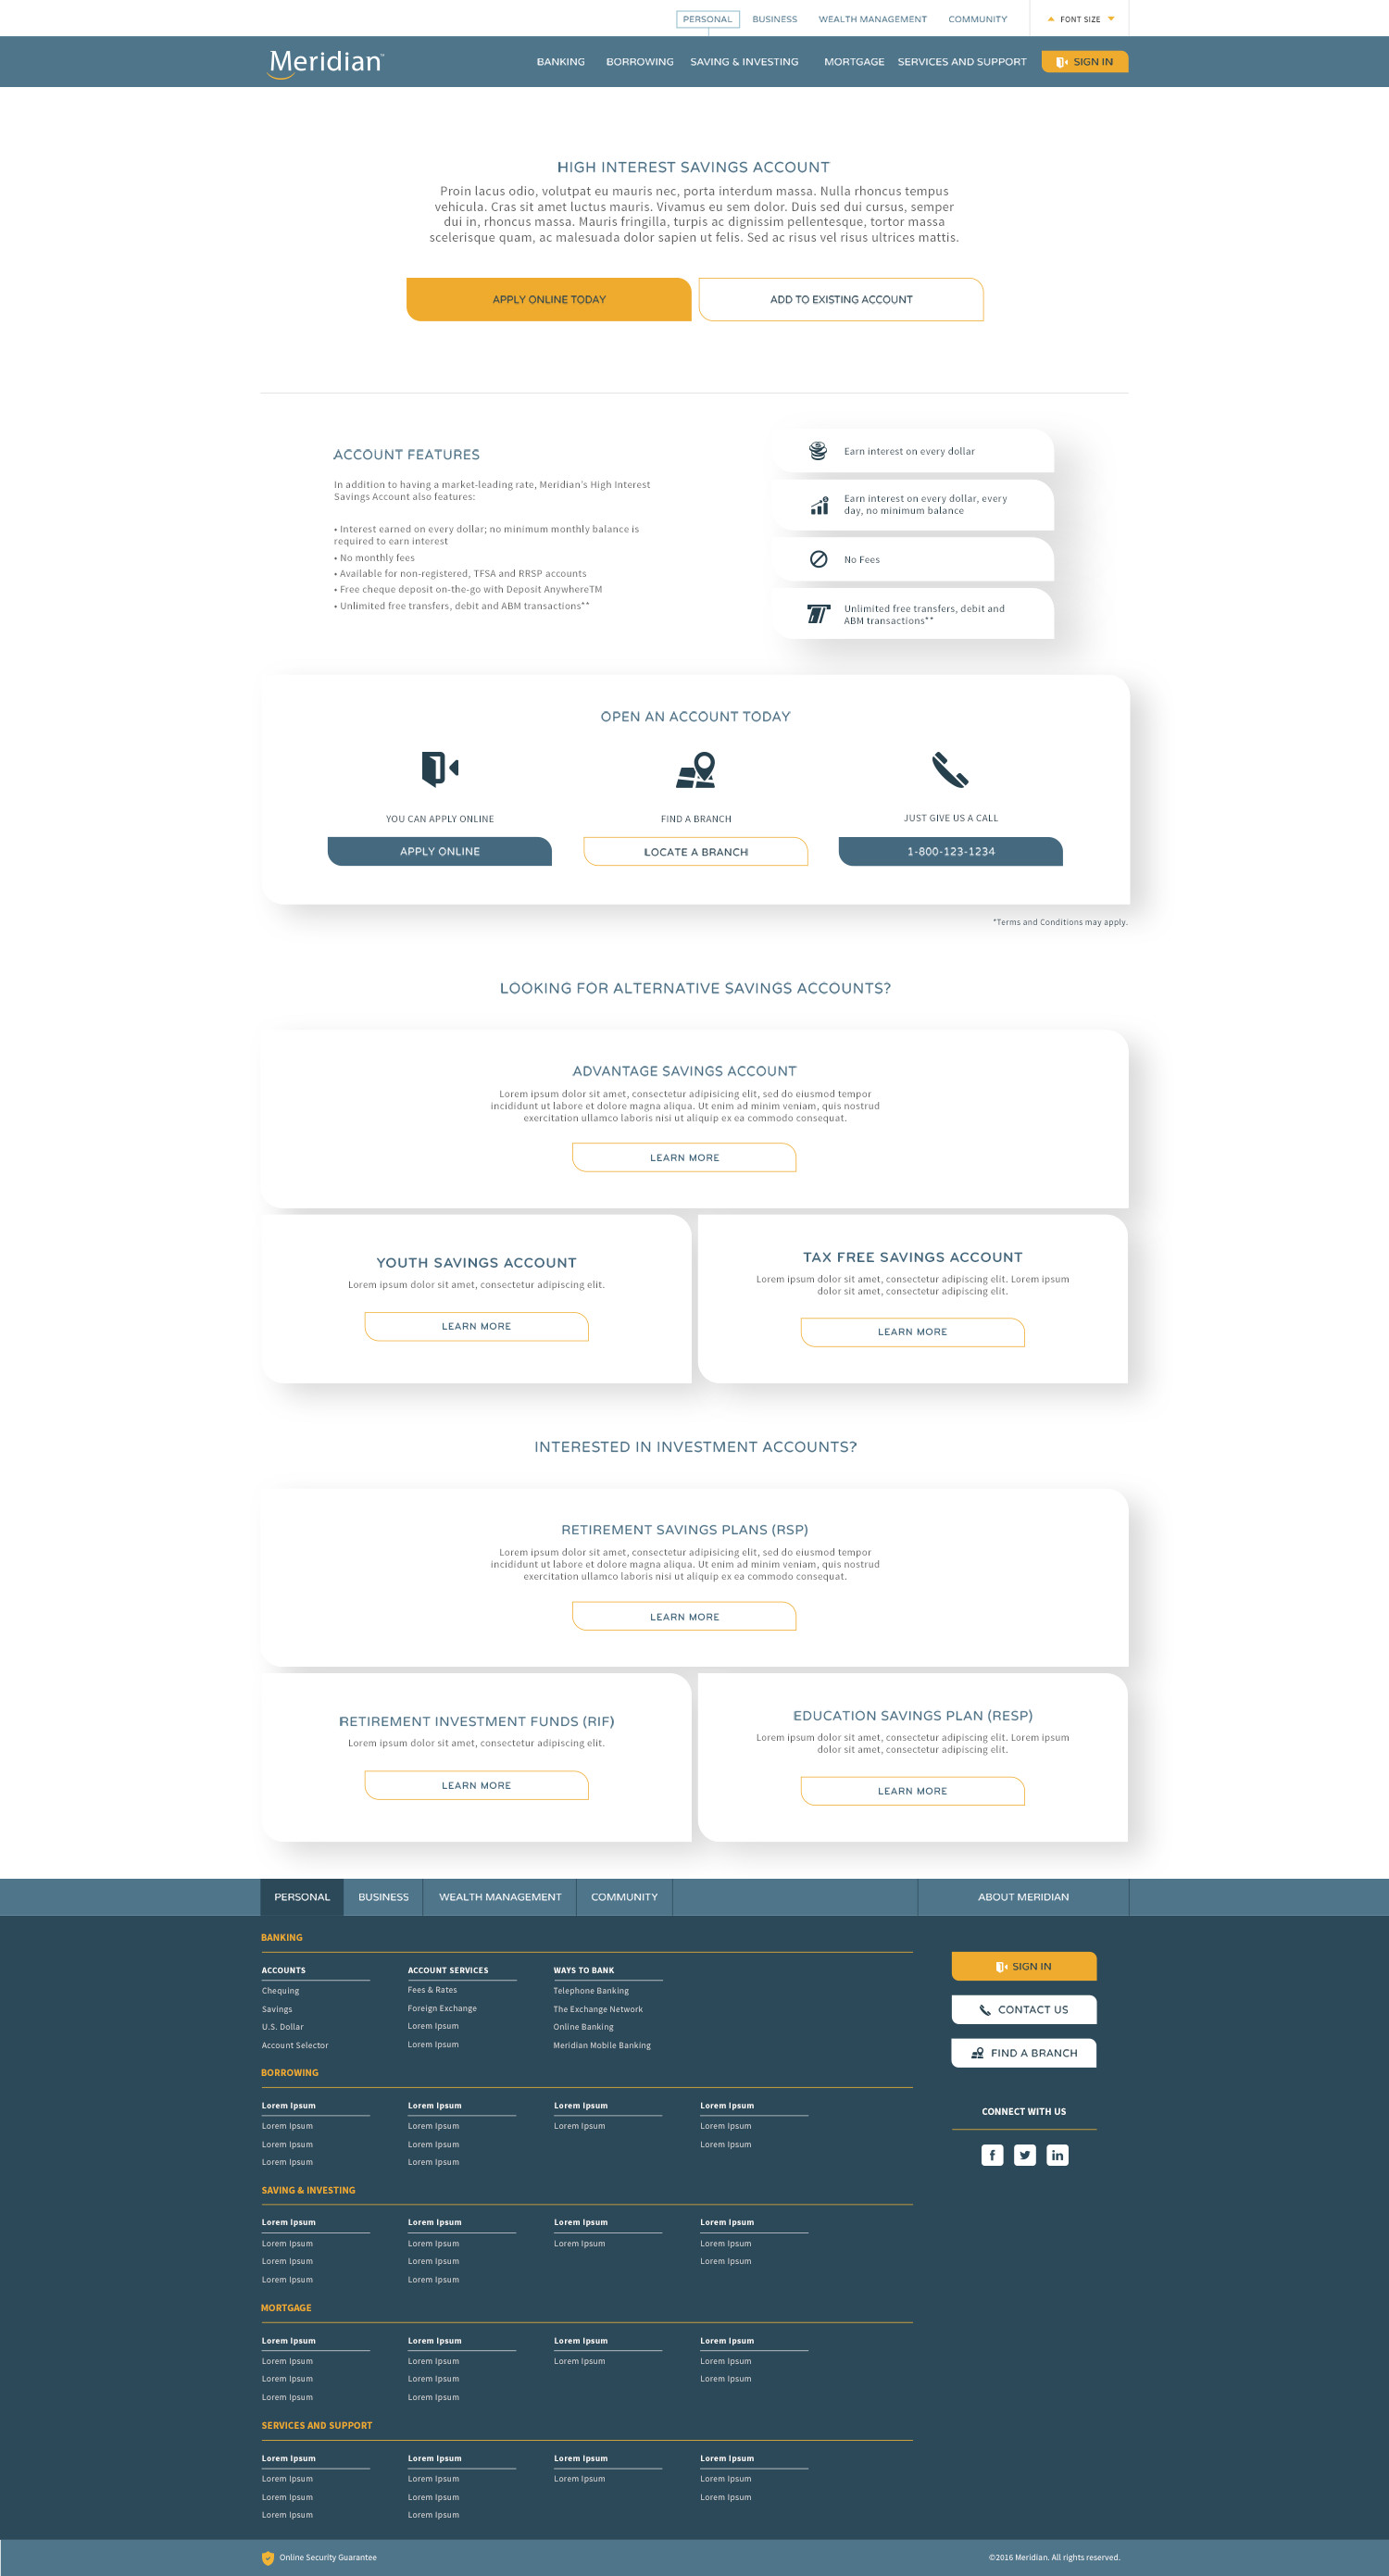 PERSONAL BUSINESS WEALTH MANAGEMENT COMMUNITY FONT SIZE
Meridian™ BANKING BORROWING SAVING & INVESTING MORTGAGE SERVICES AND SUPPORT SIGN IN
HIGH INTEREST SAVINGS ACCOUNT
Proin lacus odio, volutpat eu mauris nec, porta interdum massa. Nulla rhoncus tempus
vehicula. Cras sit amet luctus mauris. Vivamus eu sem dolor. Duis sed dui cursus, semper
dui in, rhoncus massa. Mauris fringilla, turpis ac dignissim pellentesque, tortor massa
scelerisque quam, ac malesuada dolor sapien ut felis. Sed ac risus vel risus ultrices mattis.
APPLY ONLINE TODAY ADD TO EXISTING ACCOUNT
ACCOUNT FEATURES
In addition to having a market-leading rate, Meridian's High Interest
Savings Account also features:
• Interest earned on every dollar; no minimum monthly balance is
required to earn interest
• No monthly fees
• Available for non-registered, TFSA and RRSP accounts
• Free cheque deposit on-the-go with Deposit AnywhereTM
• Unlimited free transfers, debit and ABM transactions**
Earn interest on every dollar
Earn interest on every dollar, every
day, no minimum balance
No Fees
Unlimited free transfers, debit and
ABM transactions**
OPEN AN ACCOUNT TODAY
YOU CAN APPLY ONLINE FIND A BRANCH JUST GIVE US A CALL
APPLY ONLINE LOCATE A BRANCH 1-800-123-1234
*Terms and Conditions may apply.
LOOKING FOR ALTERNATIVE SAVINGS ACCOUNTS?
ADVANTAGE SAVINGS ACCOUNT
Lorem ipsum dolor sit amet, consectetur adipisicing elit, sed do eiusmod tempor
incididunt ut labore et dolore magna aliqua. Ut enim ad minim veniam, quis nostrud
exercitation ullamco laboris nisi ut aliquip ex ea commodo consequat.
LEARN MORE
YOUTH SAVINGS ACCOUNT
Lorem ipsum dolor sit amet, consectetur adipiscing elit.
LEARN MORE
TAX FREE SAVINGS ACCOUNT
Lorem ipsum dolor sit amet, consectetur adipiscing elit. Lorem ipsum
dolor sit amet, consectetur adipiscing elit.
LEARN MORE
INTERESTED IN INVESTMENT ACCOUNTS?
RETIREMENT SAVINGS PLANS (RSP)
Lorem ipsum dolor sit amet, consectetur adipisicing elit, sed do eiusmod tempor
incididunt ut labore et dolore magna aliqua. Ut enim ad minim veniam, quis nostrud
exercitation ullamco laboris nisi ut aliquip ex ea commodo consequat.
LEARN MORE
RETIREMENT INVESTMENT FUNDS (RIF)
Lorem ipsum dolor sit amet, consectetur adipiscing elit.
LEARN MORE
EDUCATION SAVINGS PLAN (RESP)
Lorem ipsum dolor sit amet, consectetur adipiscing elit. Lorem ipsum
dolor sit amet, consectetur adipiscing elit.
LEARN MORE
PERSONAL BUSINESS WEALTH MANAGEMENT COMMUNITY ABOUT MERIDIAN
BANKING
ACCOUNTS ACCOUNT SERVICES WAYS TO BANK
Chequing Fees & Rates Telephone Banking
Savings Foreign Exchange The Exchange Network
U.S. Dollar Lorem Ipsum Online Banking
Account Selector Lorem Ipsum Meridian Mobile Banking
BORROWING
Lorem Ipsum Lorem Ipsum Lorem Ipsum Lorem Ipsum
Lorem Ipsum Lorem Ipsum Lorem Ipsum Lorem Ipsum
Lorem Ipsum Lorem Ipsum Lorem Ipsum
Lorem Ipsum Lorem Ipsum
SAVING & INVESTING
Lorem Ipsum Lorem Ipsum Lorem Ipsum Lorem Ipsum
Lorem Ipsum Lorem Ipsum Lorem Ipsum Lorem Ipsum
Lorem Ipsum Lorem Ipsum Lorem Ipsum
Lorem Ipsum Lorem Ipsum
MORTGAGE
Lorem Ipsum Lorem Ipsum Lorem Ipsum Lorem Ipsum
Lorem Ipsum Lorem Ipsum Lorem Ipsum Lorem Ipsum
Lorem Ipsum Lorem Ipsum Lorem Ipsum
Lorem Ipsum Lorem Ipsum
SERVICES AND SUPPORT
Lorem Ipsum Lorem Ipsum Lorem Ipsum Lorem Ipsum
Lorem Ipsum Lorem Ipsum Lorem Ipsum Lorem Ipsum
Lorem Ipsum Lorem Ipsum Lorem Ipsum
Lorem Ipsum Lorem Ipsum
SIGN IN
CONTACT US
FIND A BRANCH
CONNECT WITH US
f in
Online Security Guarantee ©2016 Meridian. All rights reserved.